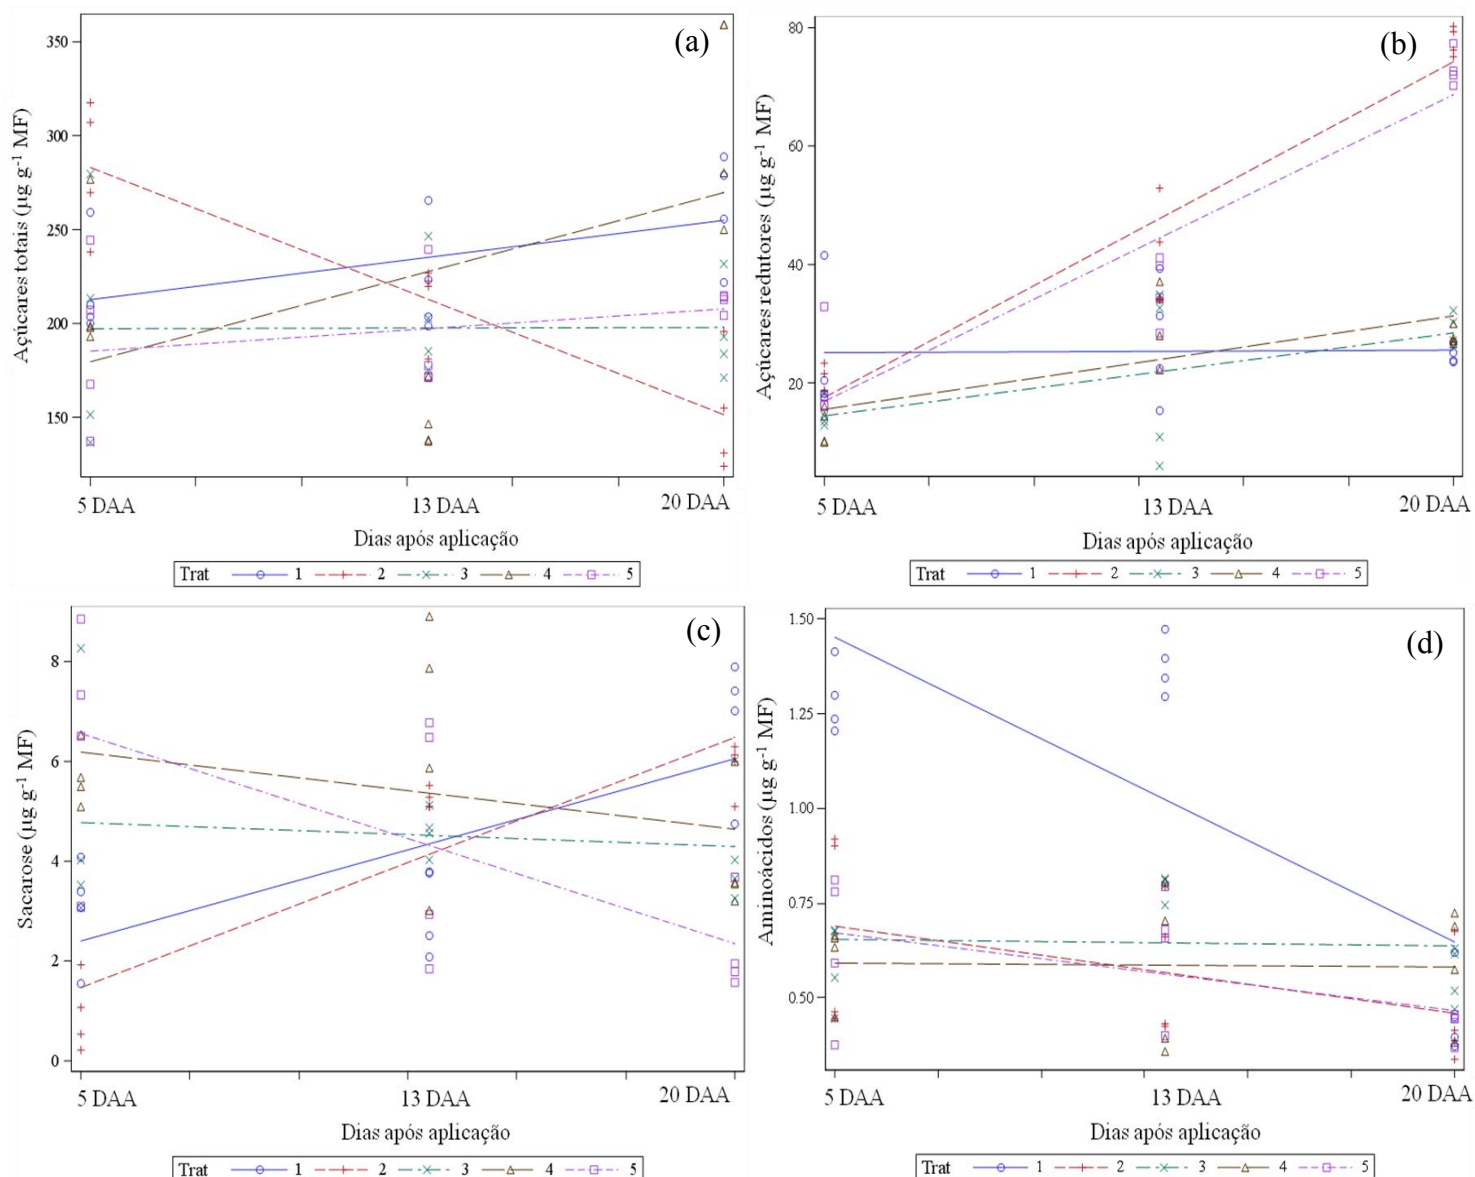 (a)
Açúcares totais (µg g⁻¹ MF)
350
300
250
200
150
5 DAA 13 DAA 20 DAA
Dias após aplicação
Trat 1 2 3 4 5
(b)
Açúcares redutores (µg g⁻¹ MF)
80
60
40
20
5 DAA 13 DAA 20 DAA
Dias após aplicação
Trat 1 2 3 4 5
(c)
Sacarose (µg g⁻¹ MF)
8
6
4
2
0
5 DAA 13 DAA 20 DAA
Dias após aplicação
Trat 1 2 3 4 5
(d)
Aminoácidos (µg g⁻¹ MF)
1.50
1.25
1.00
0.75
0.50
5 DAA 13 DAA 20 DAA
Dias após aplicação
Trat 1 2 3 4 5